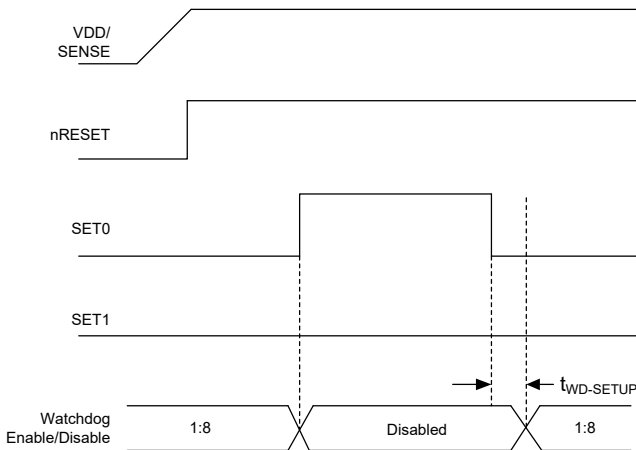 VDD/
SENSE
nRESET
SET0
SET1
tWD-SETUP
Watchdog
Enable/Disable
1:8
Disabled
1:8